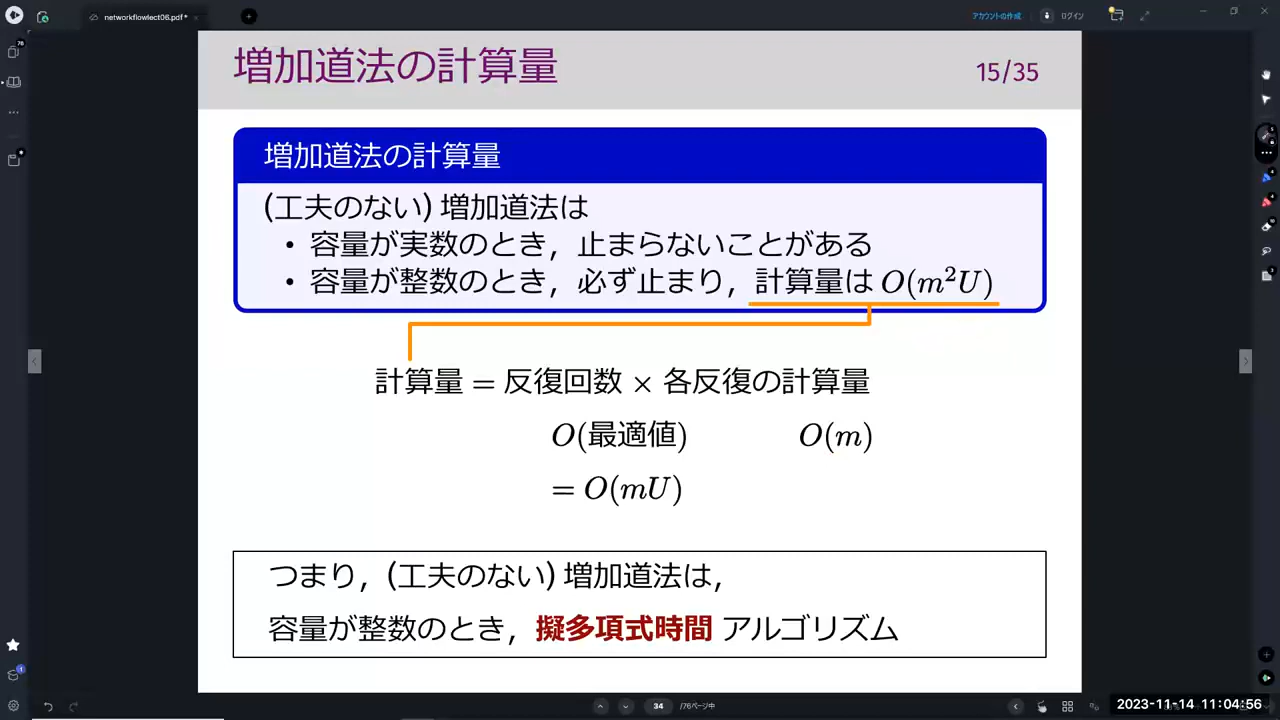 networkflowlect06.pdf*
アカウントの作成
ログイン
増加道法の計算量
15/35
増加道法の計算量
(工夫のない) 増加道法は
• 容量が実数のとき，止まらないことがある
• 容量が整数のとき，必ず止まり，計算量は O(m²U)
計算量 = 反復回数 × 各反復の計算量
O(最適値) O(m)
= O(mU)
つまり，(工夫のない) 増加道法は，
容量が整数のとき，擬多項式時間 アルゴリズム
34 /76ページ中
2023-11-14 11:04:56